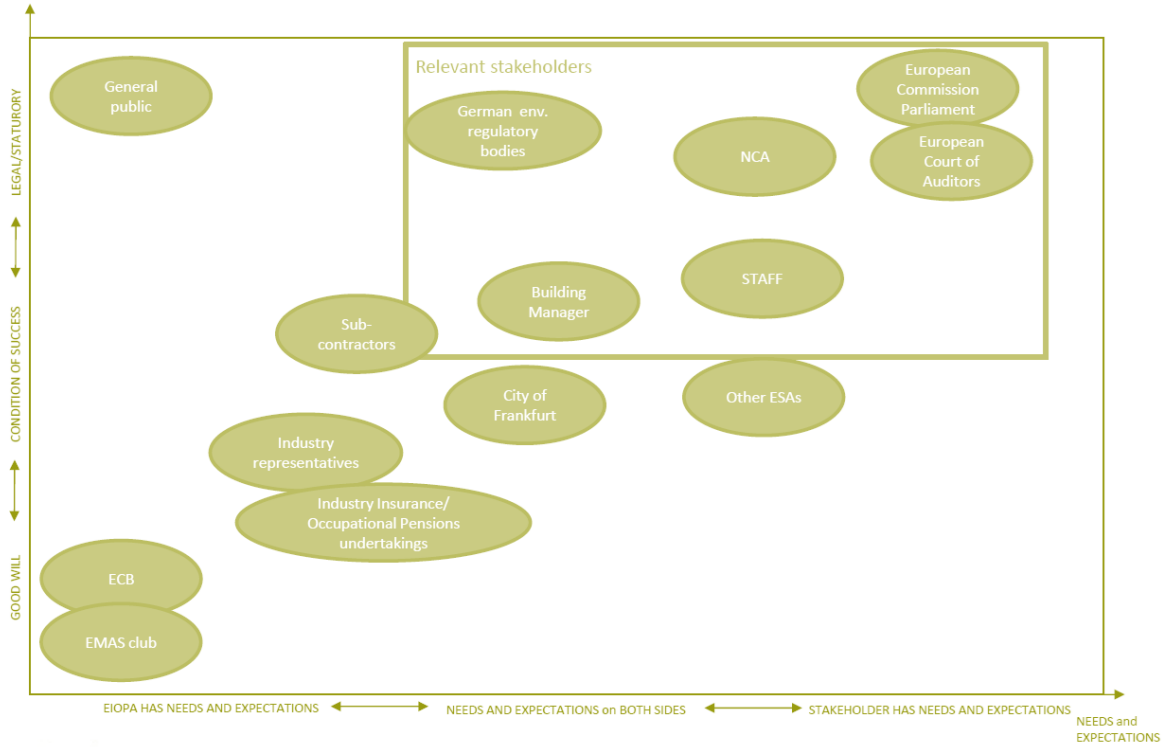 Relevant stakeholders
General
public
German env.
regulatory
bodies
European
Commission
Parliament
NCA
European
Court of
Auditors
STAFF
Building
Manager
Sub-
contractors
City of
Frankfurt
Other ESAs
Industry
representatives
Industry Insurance/
Occupational Pensions
undertakings
ECB
EMAS club
LEGAL/STATURORY
CONDITION OF SUCCESS
GOOD WILL
EIOPA HAS NEEDS AND EXPECTATIONS
NEEDS AND EXPECTATIONS on BOTH SIDES
STAKEHOLDER HAS NEEDS AND EXPECTATIONS
NEEDS and
EXPECTATIONS